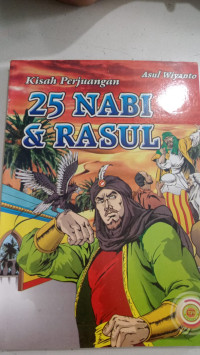 Asul Wiyanto
Kisah Perjuangan
25 NABI
& RASUL